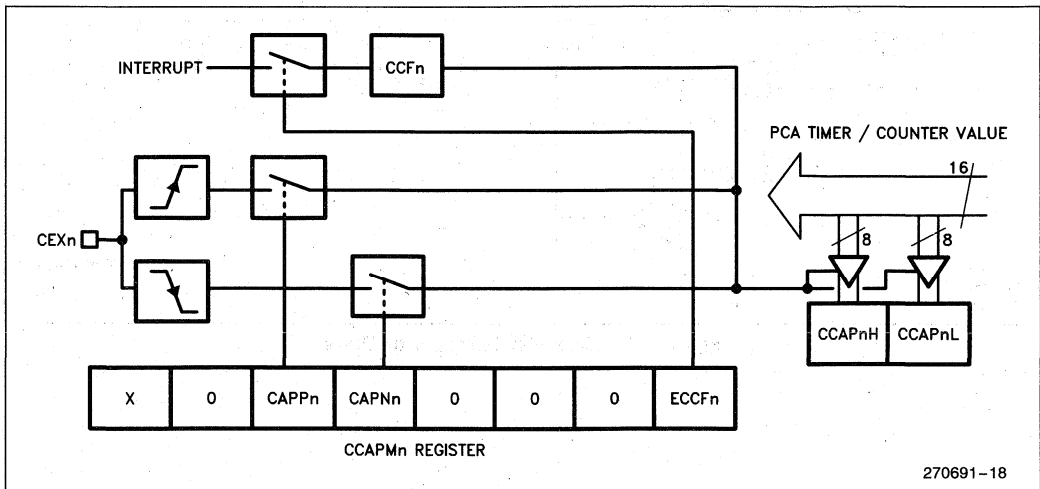 INTERRUPT
CCFn
PCA TIMER / COUNTER VALUE
16
CEXn
8
8
CCAPnH
CCAPnL
X
0
CAPPn
CAPNn
0
0
0
ECCFn
CCAPMn REGISTER
270691-18